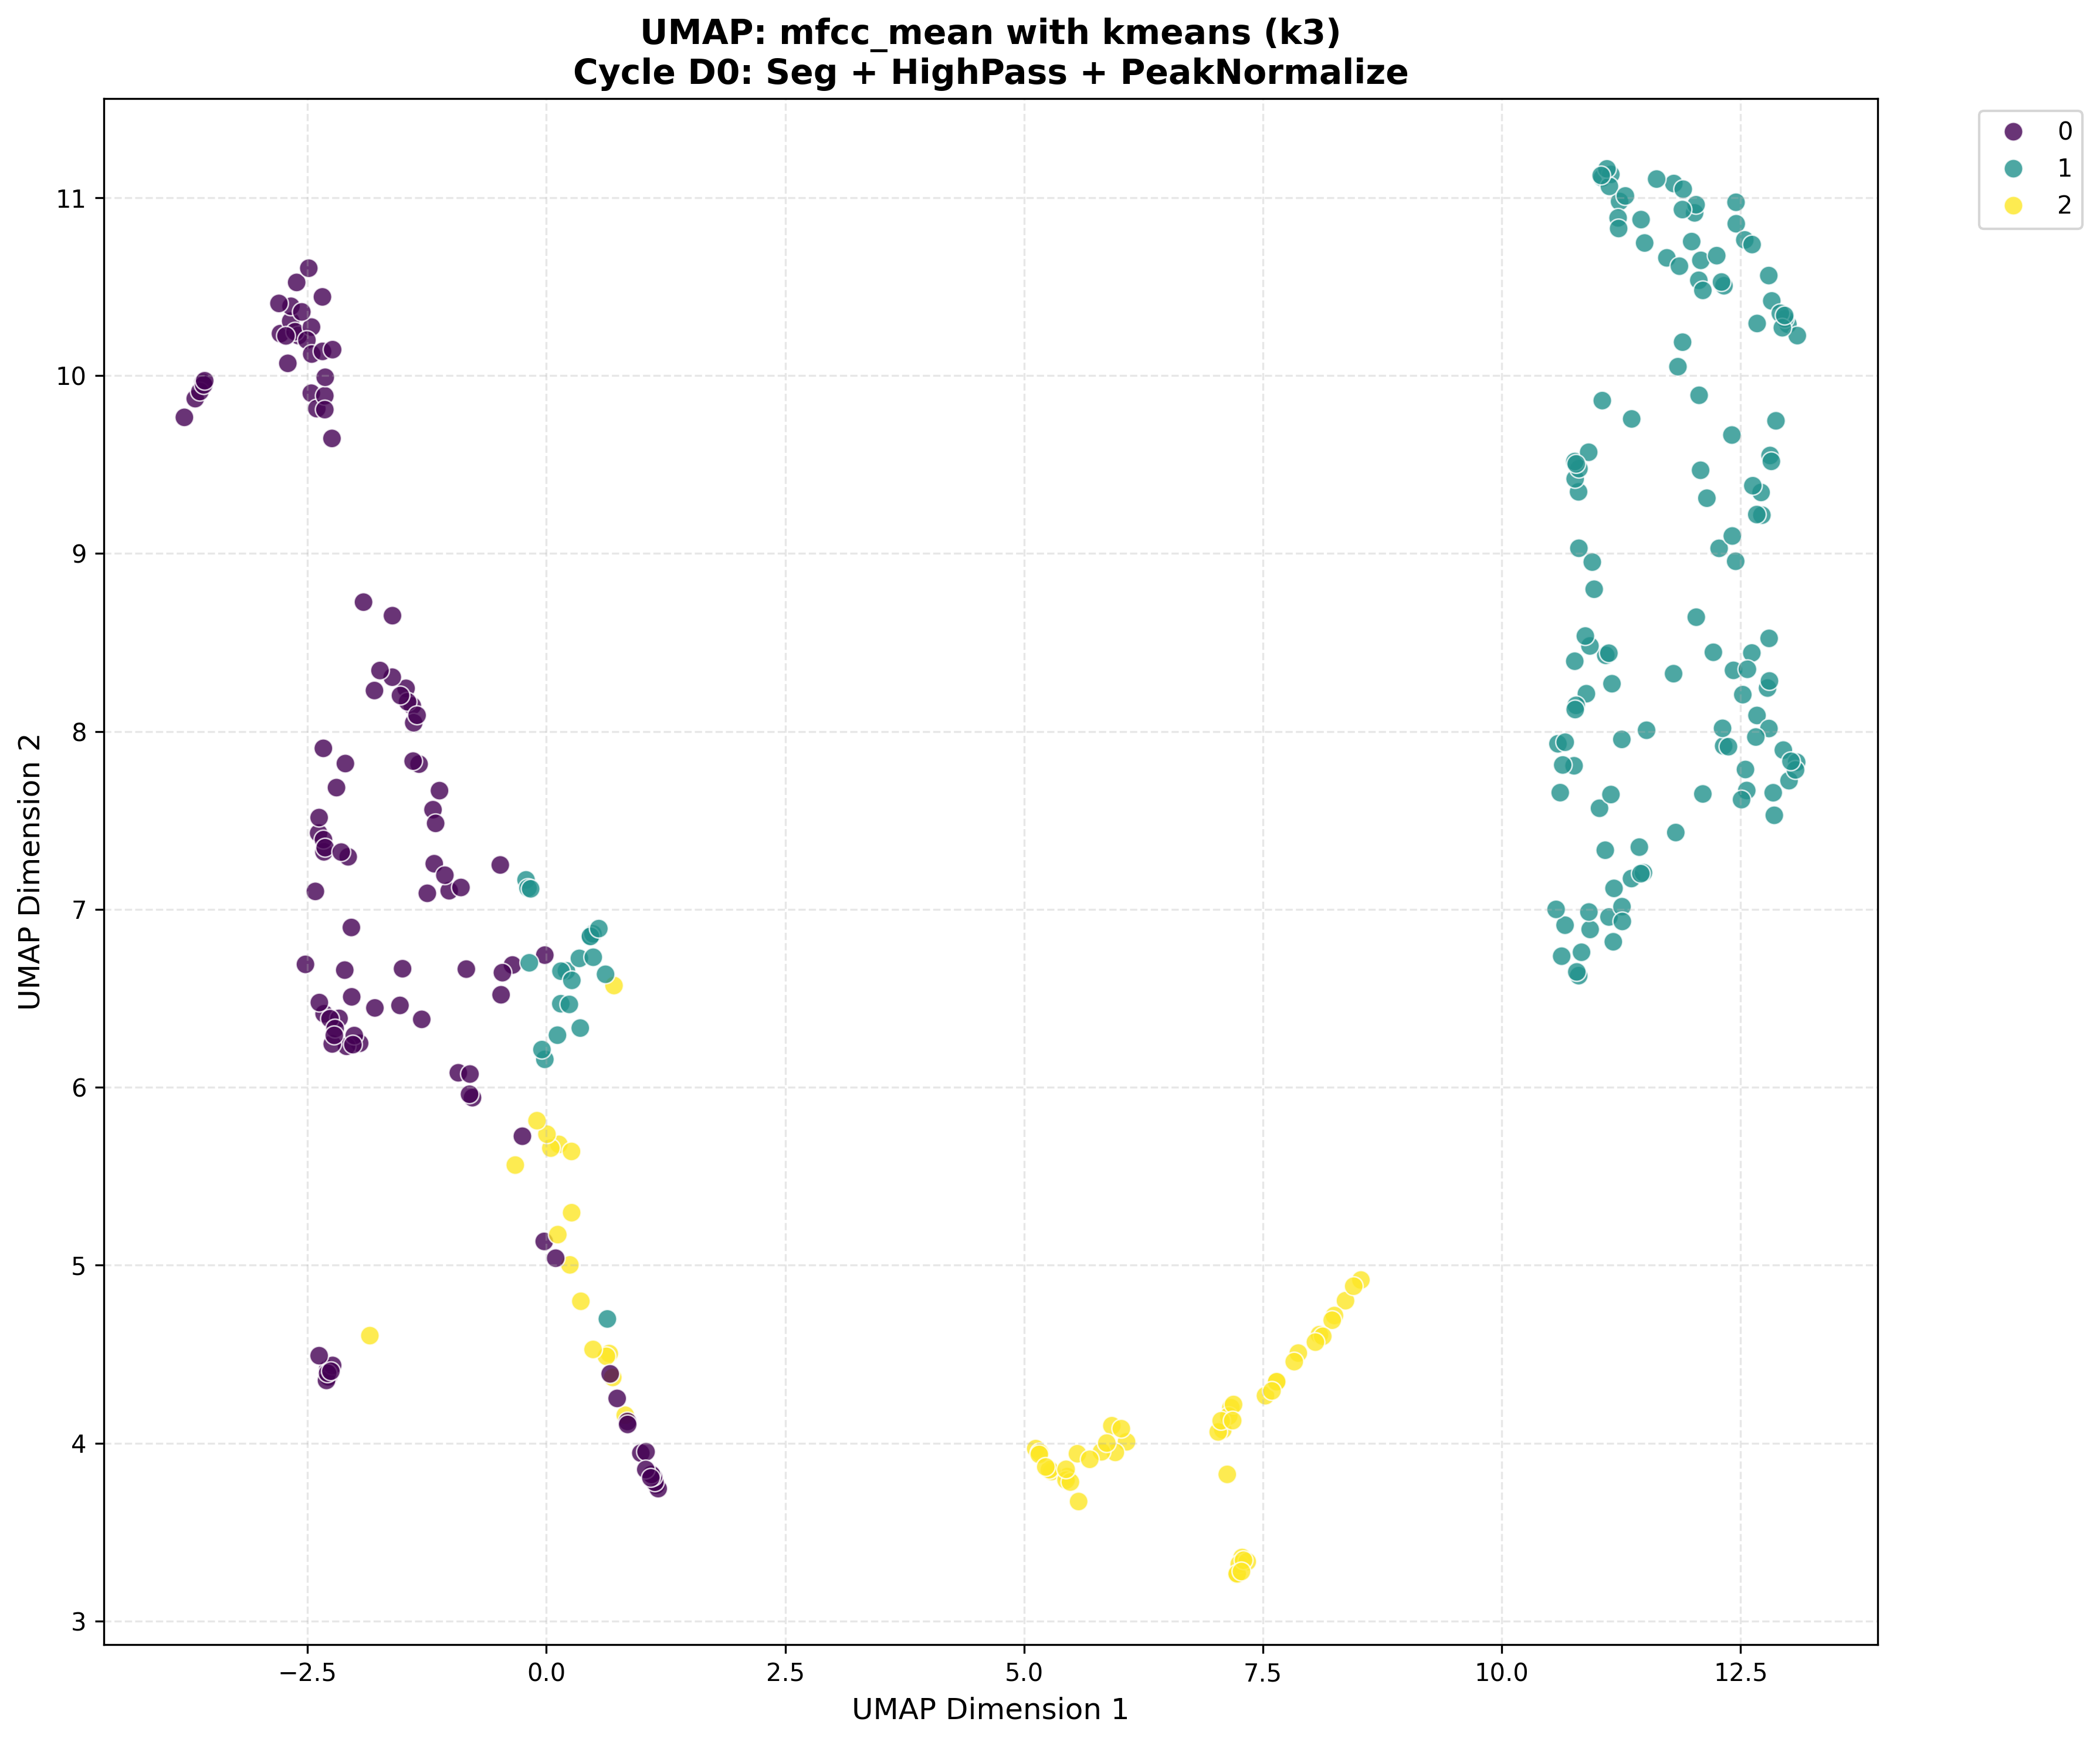 UMAP: mfcc_mean with kmeans (k3)
Cycle D0: Seg + HighPass + PeakNormalize
0
1
2
11
10
9
8
7
6
5
4
3
UMAP Dimension 2
−2.5 0.0 2.5 5.0 7.5 10.0 12.5
UMAP Dimension 1